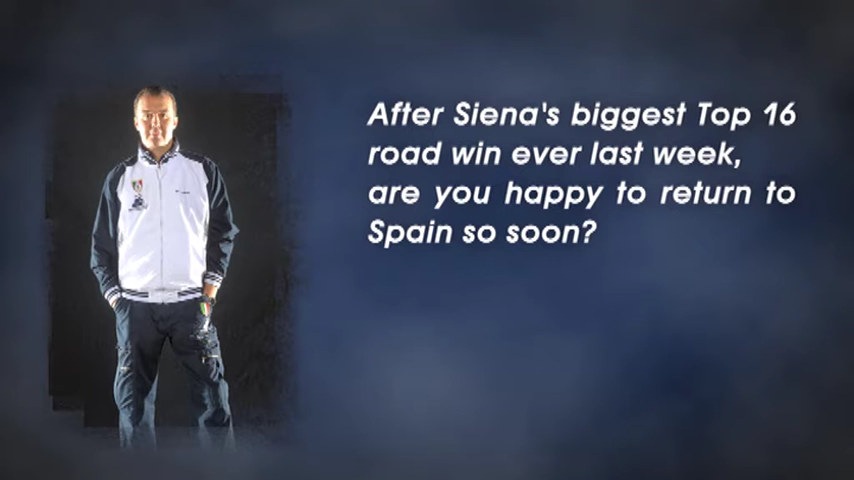 After Siena's biggest Top 16
road win ever last week,
are you happy to return to
Spain so soon?